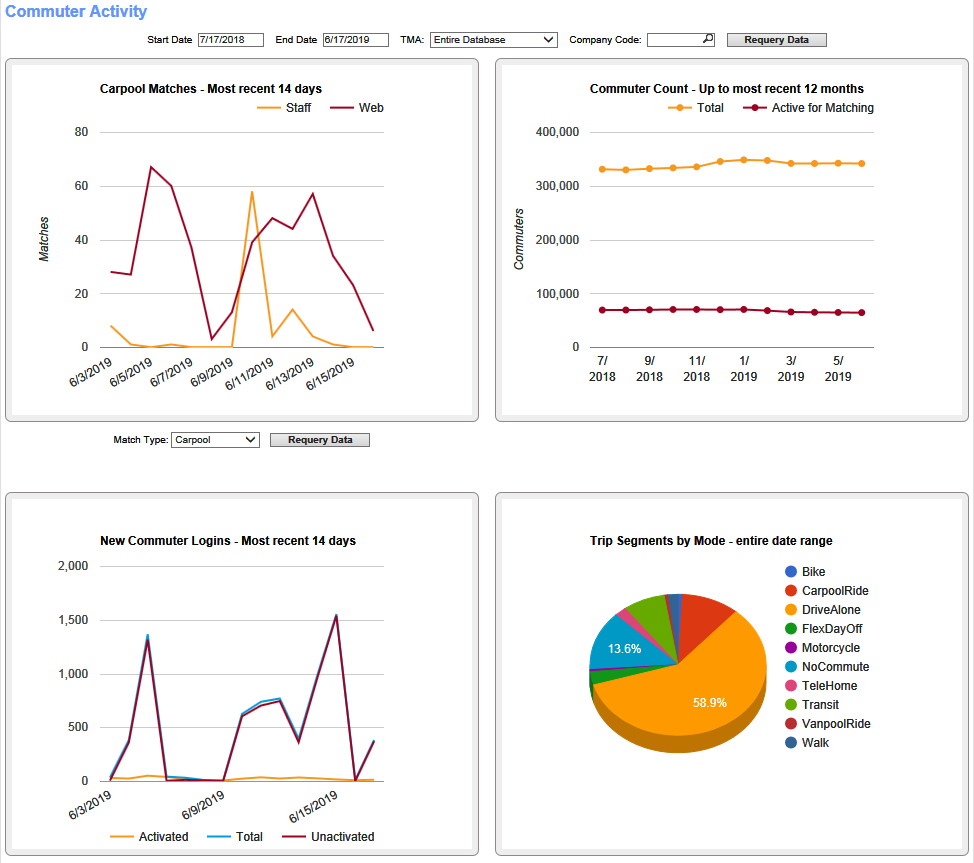 Commuter Activity
Start Date 7/17/2018 End Date 6/17/2019 TMA: Entire Database Company Code: Requery Data
Carpool Matches - Most recent 14 days
Staff Web
80
60
40
20
0
Matches
6/3/2019 6/5/2019 6/7/2019 6/9/2019 6/11/2019 6/13/2019 6/15/2019
Commuter Count - Up to most recent 12 months
Total Active for Matching
400,000
300,000
200,000
100,000
0
Commuters
7/ 9/ 11/ 1/ 3/ 5/
2018 2018 2018 2019 2019 2019
Match Type: Carpool Requery Data
New Commuter Logins - Most recent 14 days
2,000
1,500
1,000
500
0
6/3/2019 6/9/2019 6/15/2019
Activated Total Unactivated
Trip Segments by Mode - entire date range
13.6%
58.9%
Bike
CarpoolRide
DriveAlone
FlexDayOff
Motorcycle
NoCommute
TeleHome
Transit
VanpoolRide
Walk